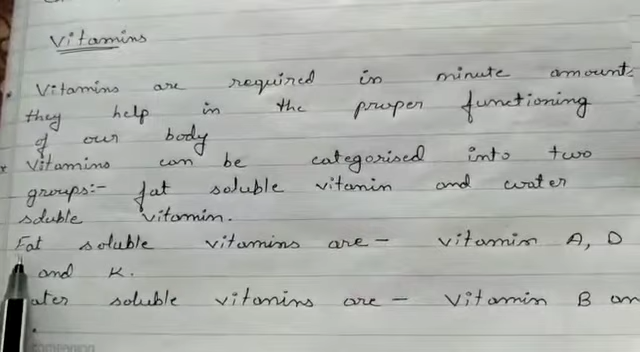 Vitamins
• Vitamins are required in minute amount
they help in the proper functioning
of our body
* Vitamins can be categorised into two
groups:- fat soluble vitamin and water
soluble vitamin.
Fat soluble vitamins are - vitamin A, D
and K.
ater soluble vitamins are - Vitamin B an